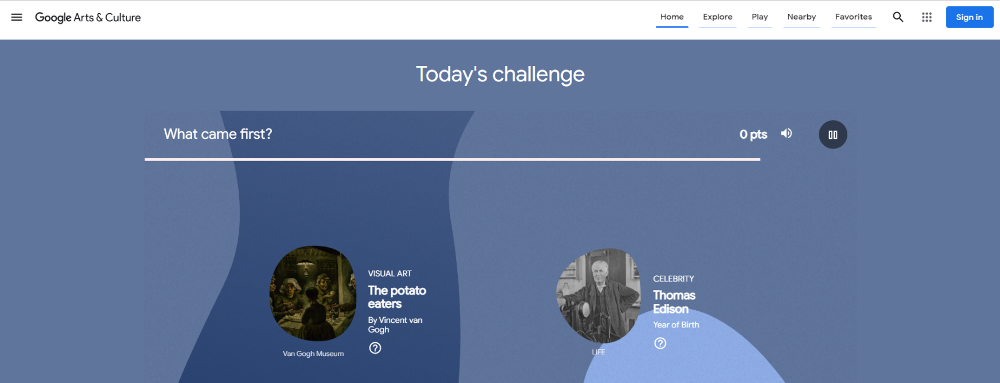 Google Arts & Culture
Home
Explore
Play
Nearby
Favorites
Sign in
Today's challenge
What came first?
0 pts
VISUAL ART
The potato
eaters
By Vincent van
Gogh
Van Gogh Museum
CELEBRITY
Thomas
Edison
Year of Birth
LIFE